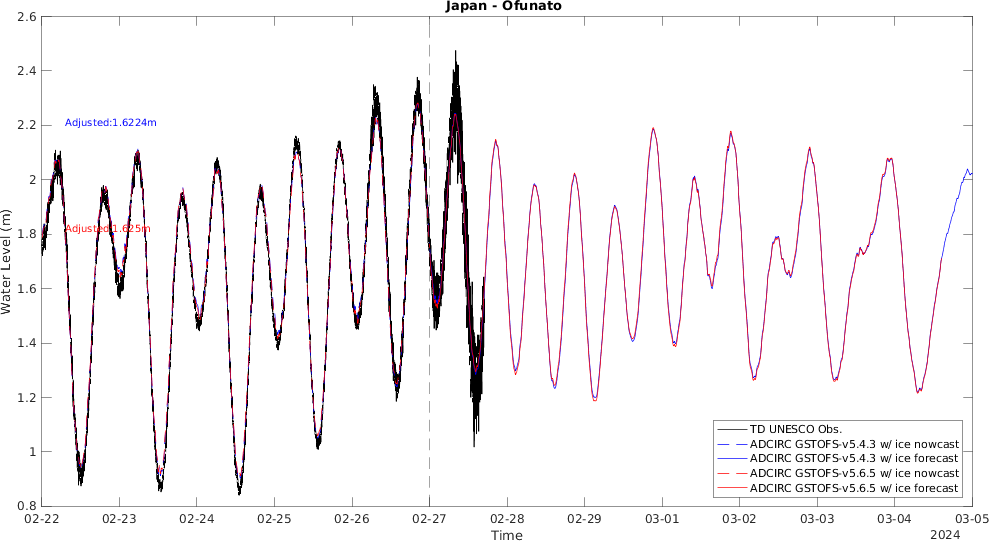 Japan - Ofunato
2.6
2.4
2.2
2
1.8
1.6
1.4
1.2
1
0.8
Water Level (m)
Adjusted:1.6224m
Adjusted:1.625m
TD UNESCO Obs.
ADCIRC GSTOFS-v5.4.3 w/ ice nowcast
ADCIRC GSTOFS-v5.4.3 w/ ice forecast
ADCIRC GSTOFS-v5.6.5 w/ ice nowcast
ADCIRC GSTOFS-v5.6.5 w/ ice forecast
02-22 02-23 02-24 02-25 02-26 02-27 02-28 02-29 03-01 03-02 03-03 03-04 03-05
Time
2024